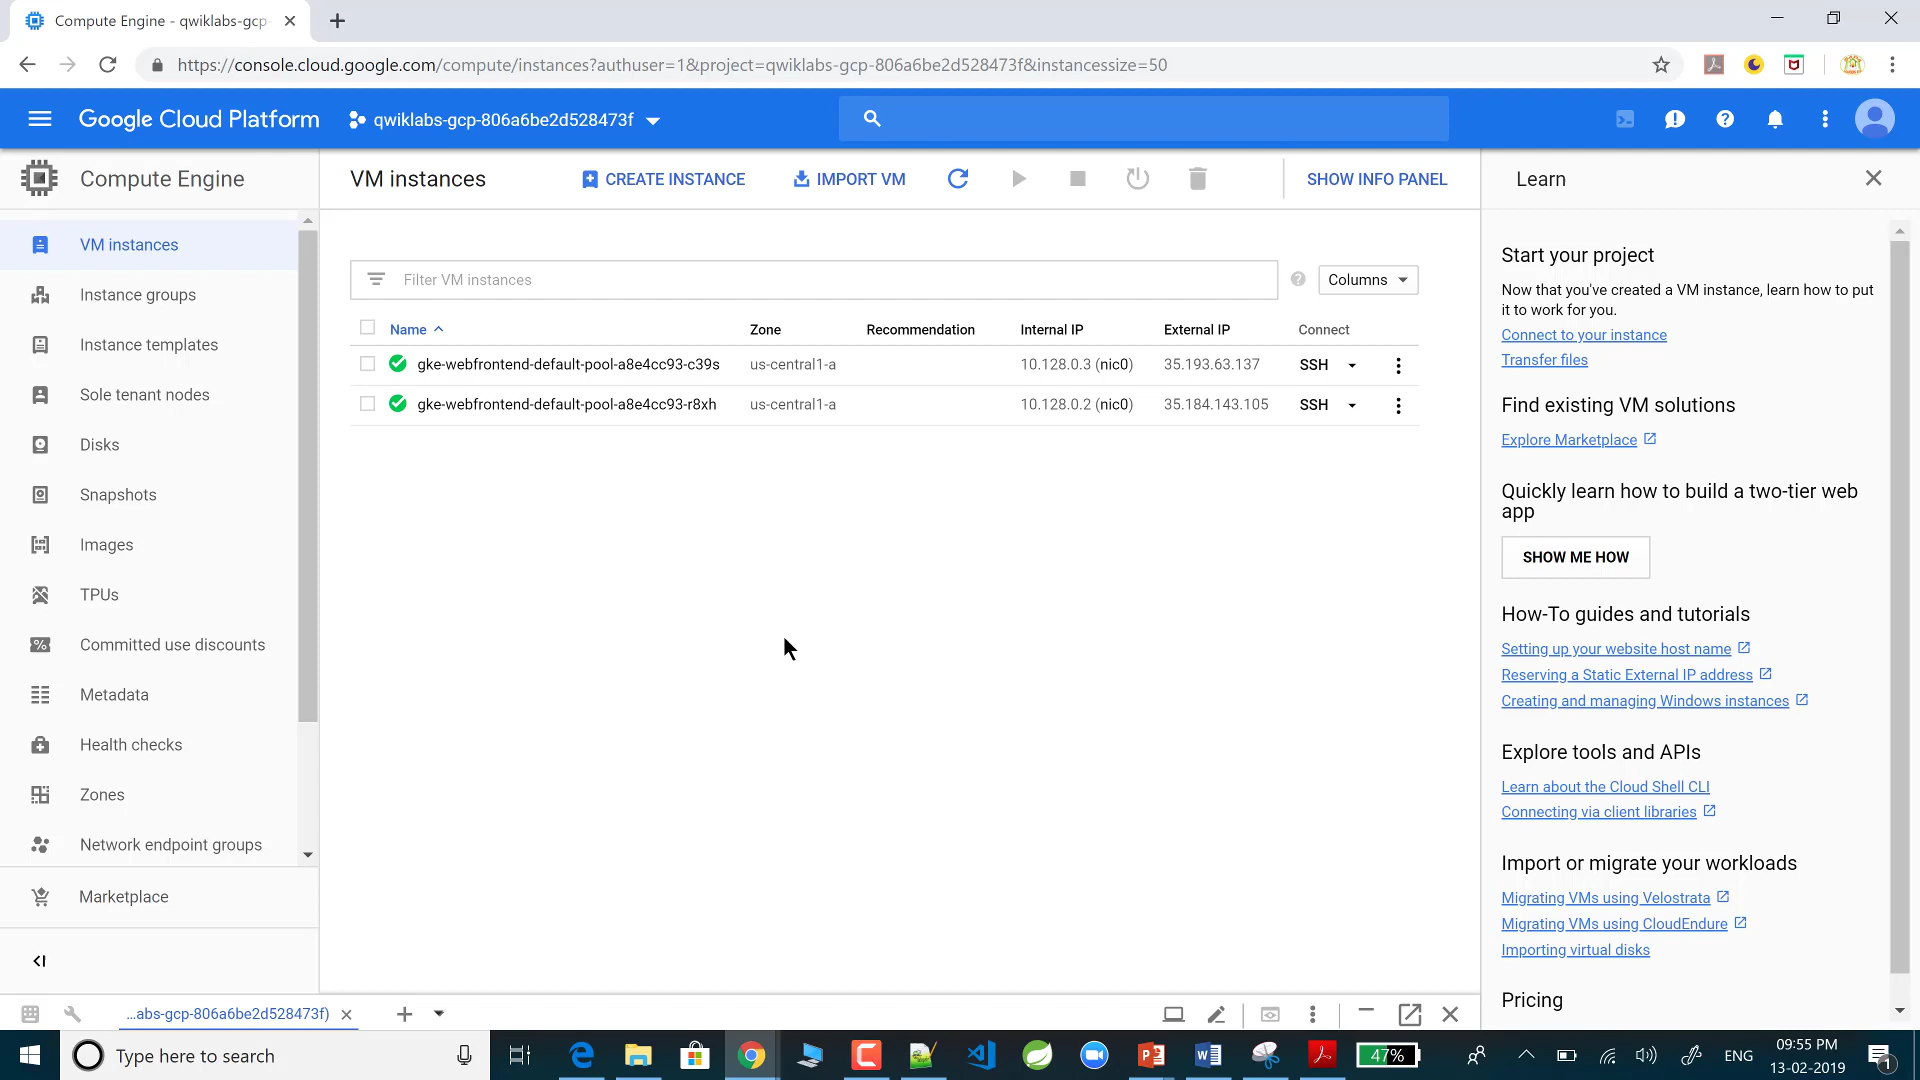 Compute Engine - qwiklabs-gcp-
https://console.cloud.google.com/compute/instances?authuser=1&project=qwiklabs-gcp-806a6be2d528473f&instancessize=50
Google Cloud Platform
qwiklabs-gcp-806a6be2d528473f
Compute Engine
VM instances
CREATE INSTANCE
IMPORT VM
SHOW INFO PANEL
Learn
VM instances
Instance groups
Instance templates
Sole tenant nodes
Disks
Snapshots
Images
TPUs
Committed use discounts
Metadata
Health checks
Zones
Network endpoint groups
Marketplace
Filter VM instances
Columns
Name Zone Recommendation Internal IP External IP Connect
gke-webfrontend-default-pool-a8e4cc93-c39s us-central1-a 10.128.0.3 (nic0) 35.193.63.137 SSH
gke-webfrontend-default-pool-a8e4cc93-r8xh us-central1-a 10.128.0.2 (nic0) 35.184.143.105 SSH
Start your project
Now that you've created a VM instance, learn how to put
it to work for you.
Connect to your instance
Transfer files
Find existing VM solutions
Explore Marketplace
Quickly learn how to build a two-tier web
app
SHOW ME HOW
How-To guides and tutorials
Setting up your website host name
Reserving a Static External IP address
Creating and managing Windows instances
Explore tools and APIs
Learn about the Cloud Shell CLI
Connecting via client libraries
Import or migrate your workloads
Migrating VMs using Velostrata
Migrating VMs using CloudEndure
Importing virtual disks
Pricing
...abs-gcp-806a6be2d528473f)
Type here to search
47%
ENG
09:55 PM
13-02-2019
1